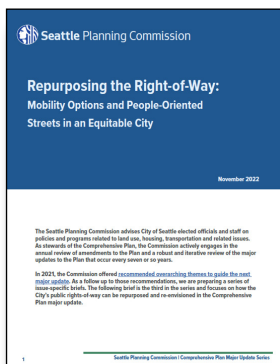 Seattle Planning Commission
Repurposing the Right-of-Way:
Mobility Options and People-Oriented
Streets in an Equitable City
November 2022
The Seattle Planning Commission advises City of Seattle elected officials and staff on
policies and programs related to land use, housing, transportation and related issues.
As stewards of the Comprehensive Plan, the Commission actively engages in the
annual review of amendments to the Plan and a robust and iterative review of the major
updates to the Plan that occur every seven or so years.
In 2021, the Commission offered recommended overarching themes to guide the next
major update. As a follow up to those recommendations, we are preparing a series of
issue-specific briefs. The following brief is the third in the series and focuses on how the
City's public rights-of-way can be repurposed and re-envisioned in the Comprehensive
Plan major update.
1 Seattle Planning Commission | Comprehensive Plan Major Update Series